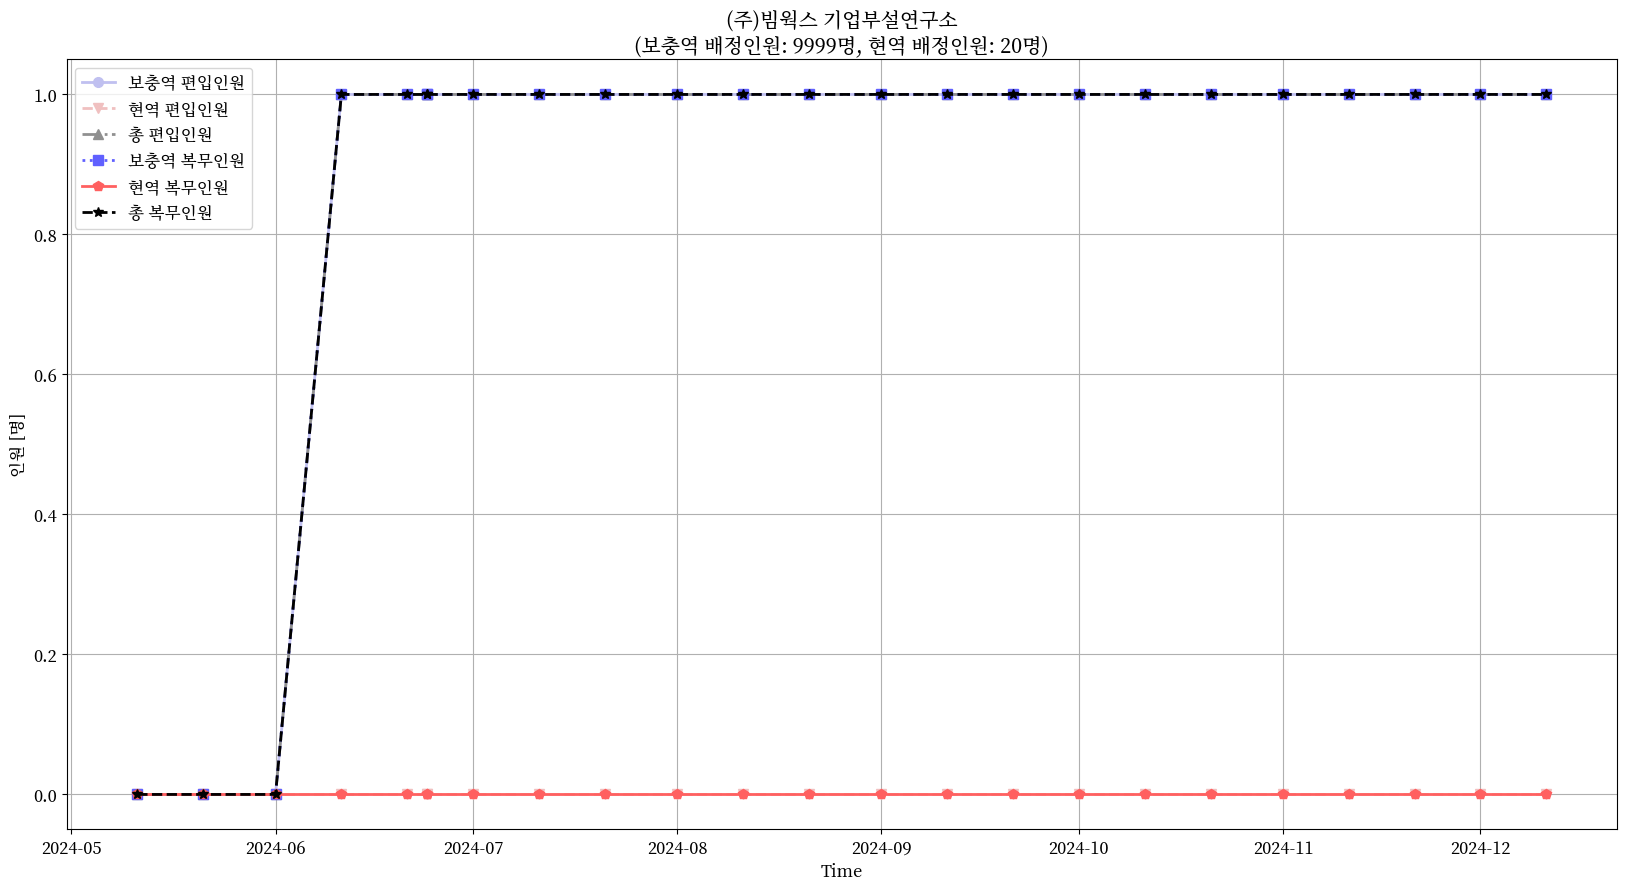 (주)빔웍스 기업부설연구소
(보충역 배정인원: 9999명, 현역 배정인원: 20명)
보충역 편입인원
현역 편입인원
총 편입인원
보충역 복무인원
현역 복무인원
총 복무인원
1.0
0.8
0.6
0.4
0.2
0.0
인원 [명]
2024-05 2024-06 2024-07 2024-08 2024-09 2024-10 2024-11 2024-12
Time